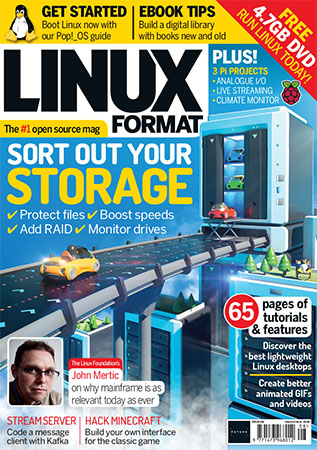 GET STARTED
Boot Linux now with
our Pop!_OS guide
EBOOK TIPS
Build a digital library
with books new and old
FREE
4.7GB DVD
RUN LINUX TODAY!
LINUX
FORMAT
The #1 open source mag
PLUS!
3 Pi PROJECTS
• ANALOGUE I/O
• LIVE STREAMING
• CLIMATE MONITOR
SORT OUT YOUR
STORAGE
✓ Protect files ✓ Boost speeds
✓ Add RAID ✓ Monitor drives
65 pages of
tutorials
& features
Discover the
best lightweight
Linux desktops
Create better
animated GIFs
and videos
The Linux Foundation's
John Mertic
on why mainframe is as
relevant today as ever
STREAM SERVER
Code a message
client with Kafka
HACK MINECRAFT
Build your own interface
for the classic game
FUTURE
9 771473 968012